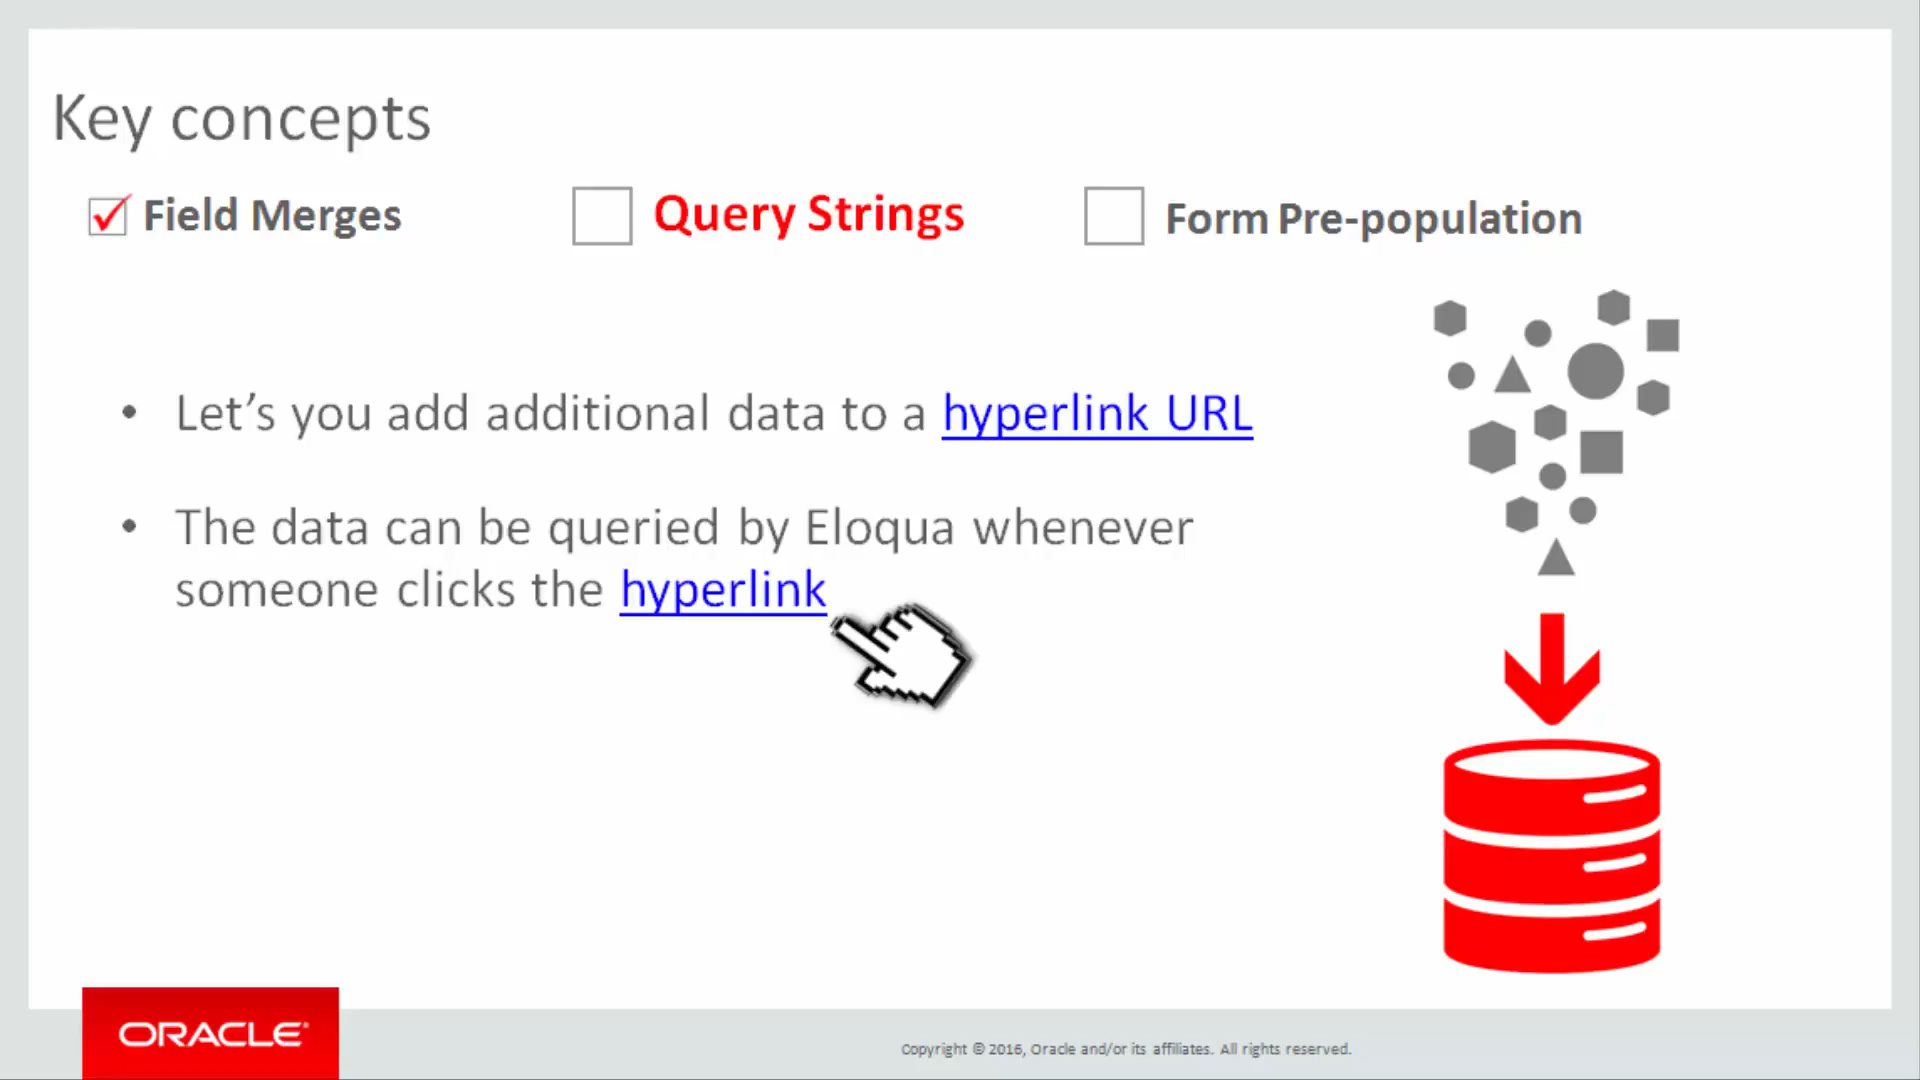 Key concepts
Field Merges
Query Strings
Form Pre-population
• Let's you add additional data to a hyperlink URL
• The data can be queried by Eloqua whenever
someone clicks the hyperlink
ORACLE
Copyright © 2016, Oracle and/or its affiliates. All rights reserved.